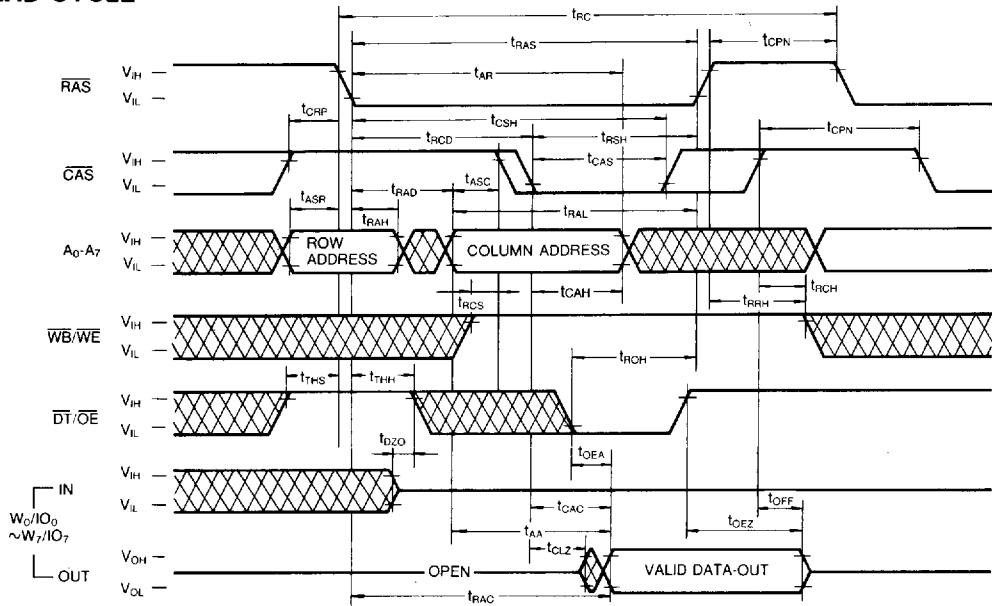 tRC
tRAS
tCPN
tAR
RAS
VIH
VIL
tCRP
tCSH
tRCD
tRSH
tCPN
CAS
VIH
VIL
tCAS
tASC
tASR
tRAD
tRAH
tRAL
A0-A7
VIH
VIL
ROW
ADDRESS
COLUMN ADDRESS
tRCS
tCAH
tRCH
tRRH
WB/WE
VIH
VIL
tROH
tTHS
tTHH
DT/OE
VIH
VIL
tDZO
tOEA
IN
VIH
VIL
W0/IO0
~W7/IO7
tCAC
tOFF
tOEZ
tAA
tCLZ
OUT
VOH
VOL
OPEN
VALID DATA-OUT
tRAC